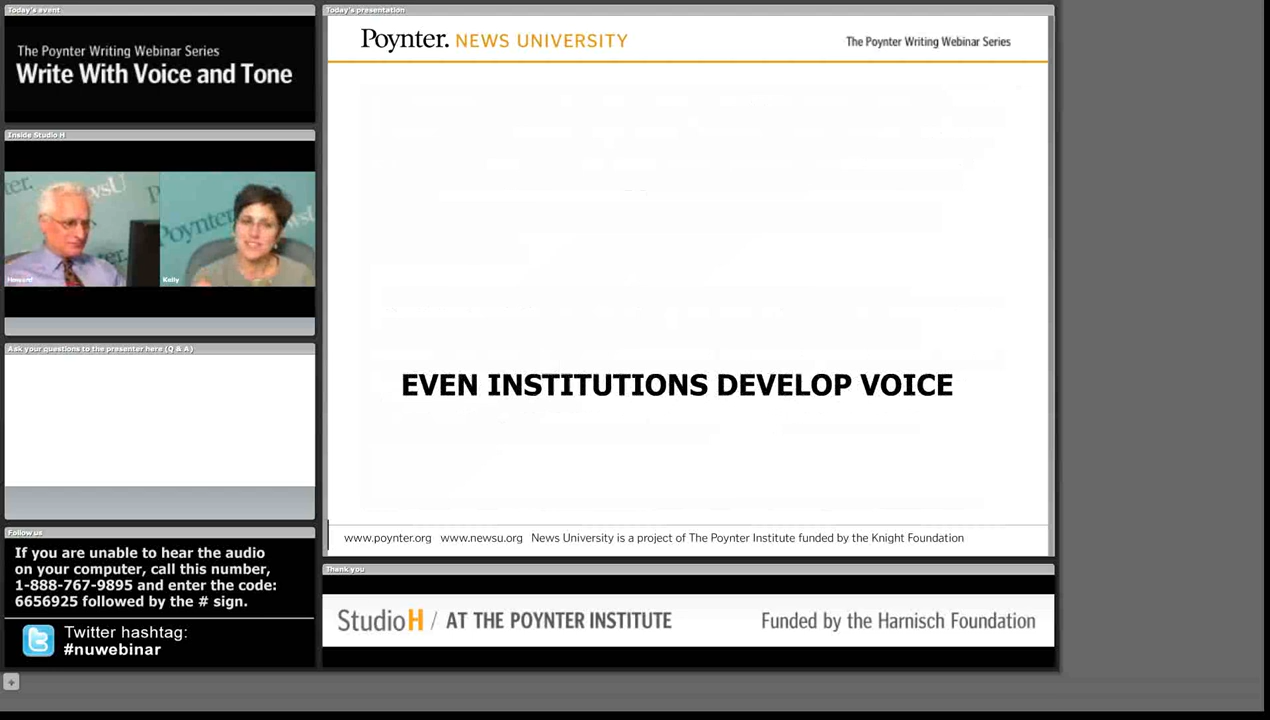 Today's event
The Poynter Writing Webinar Series
Write With Voice and Tone
Inside Studio H
Poynter.
NewsU
Howard
Kelly
Ask your questions to the presenter here (Q & A)
Follow us
If you are unable to hear the audio
on your computer, call this number,
1-888-767-9895 and enter the code:
6656925 followed by the # sign.
Twitter hashtag:
#nuwebinar
Today's presentation
Poynter. NEWS UNIVERSITY
The Poynter Writing Webinar Series
EVEN INSTITUTIONS DEVELOP VOICE
www.poynter.org www.newsu.org News University is a project of The Poynter Institute funded by the Knight Foundation
Thank you
StudioH / AT THE POYNTER INSTITUTE
Funded by the Harnisch Foundation